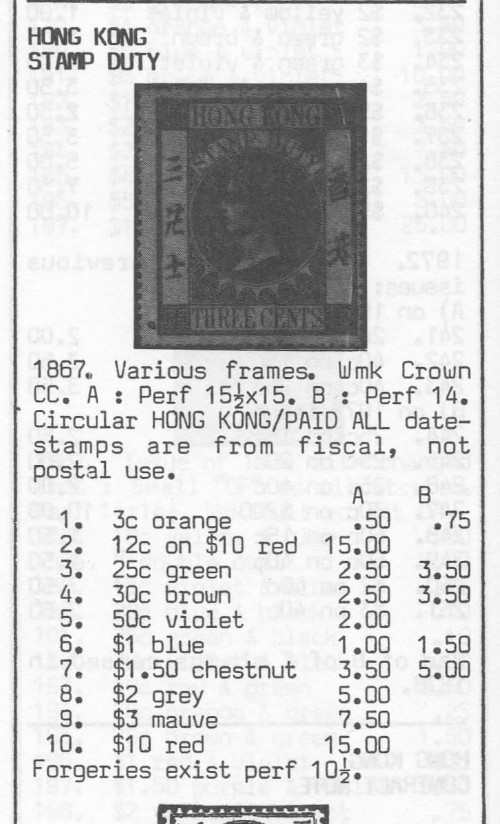 HONG KONG
STAMP DUTY
HONG KONG
STAMP DUTY
THREE CENTS
1867. Various frames. Wmk Crown
CC. A : Perf 15½x15. B : Perf 14.
Circular HONG KONG/PAID ALL date-
stamps are from fiscal, not
postal use.
A B
1. 3c orange .50 .75
2. 12c on $10 red 15.00
3. 25c green 2.50 3.50
4. 30c brown 2.50 3.50
5. 50c violet 2.00
6. $1 blue 1.00 1.50
7. $1.50 chestnut 3.50 5.00
8. $2 green 5.00
9. $3 mauve 7.50
10. $10 red 15.00
Forgeries exist perf 10½.